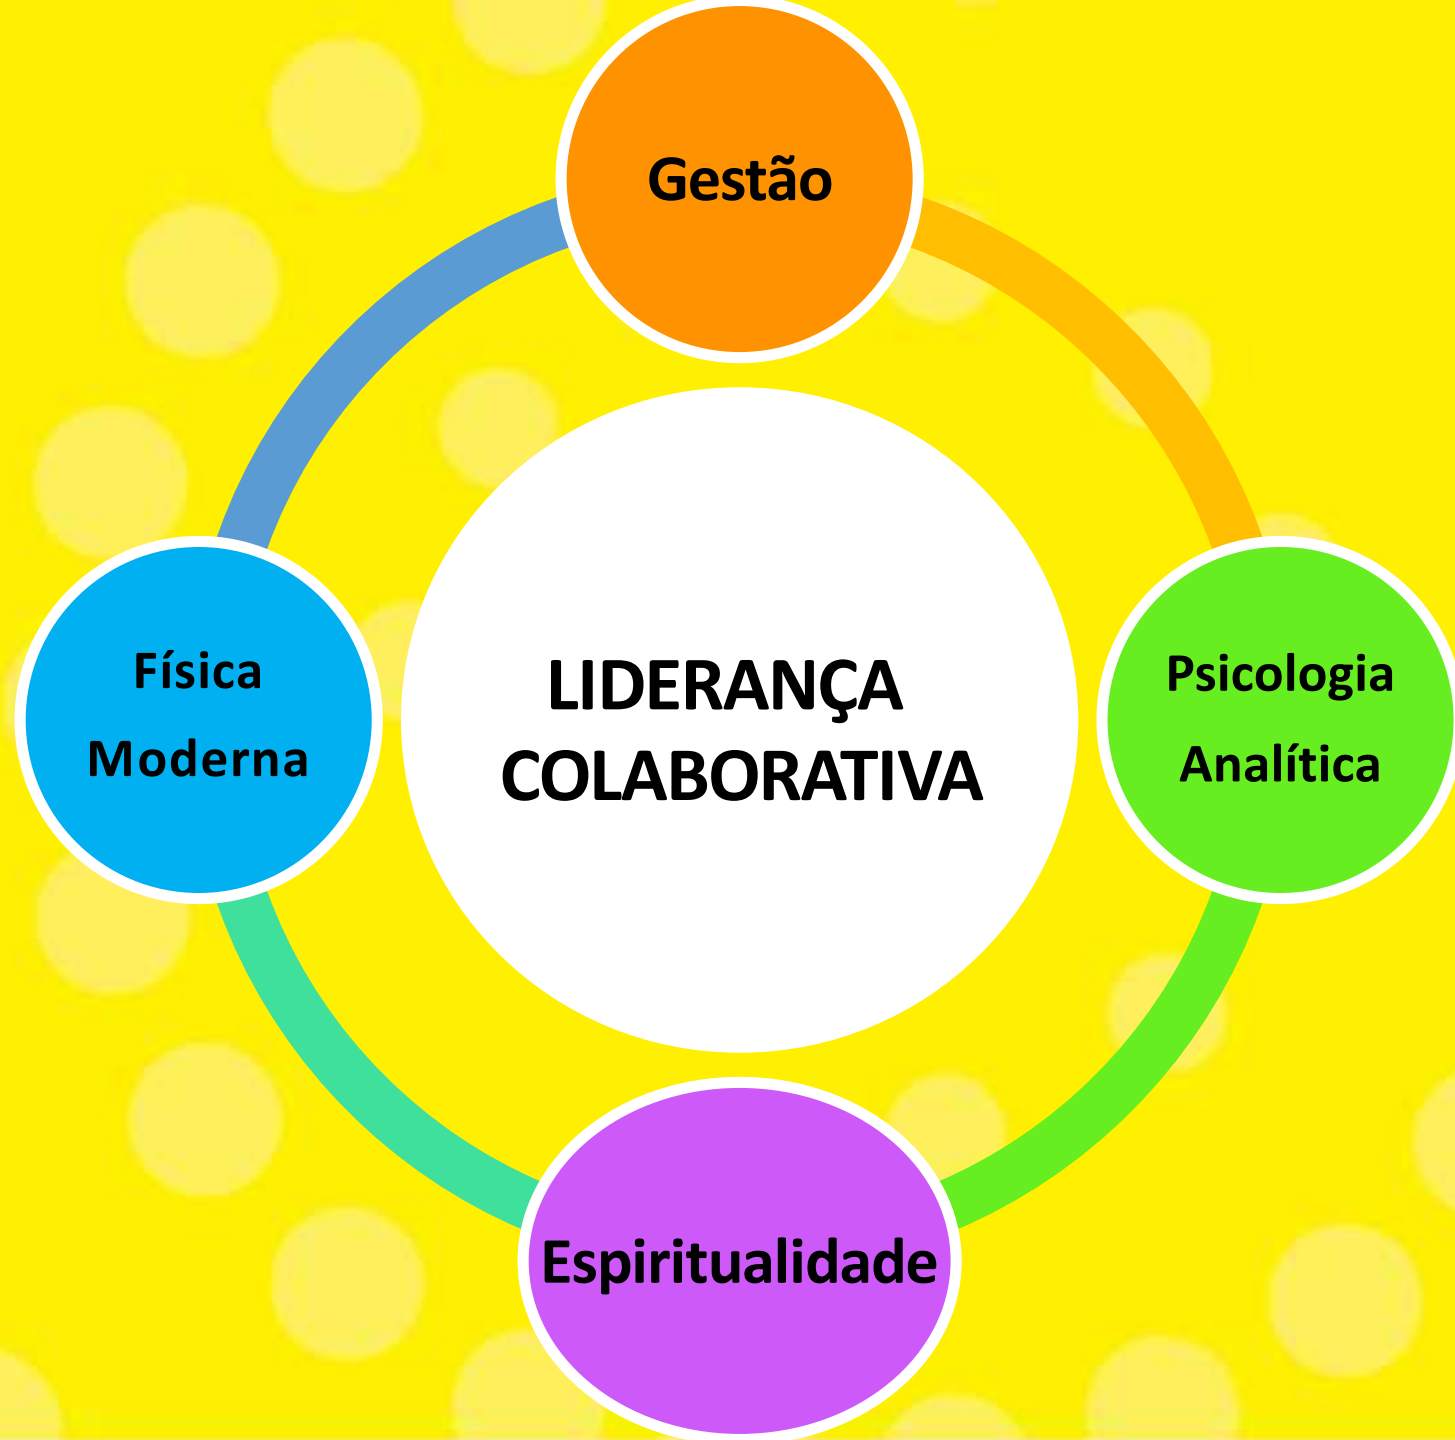 Gestão
Física
Moderna
LIDERANÇA
COLABORATIVA
Psicologia
Analítica
Espiritualidade